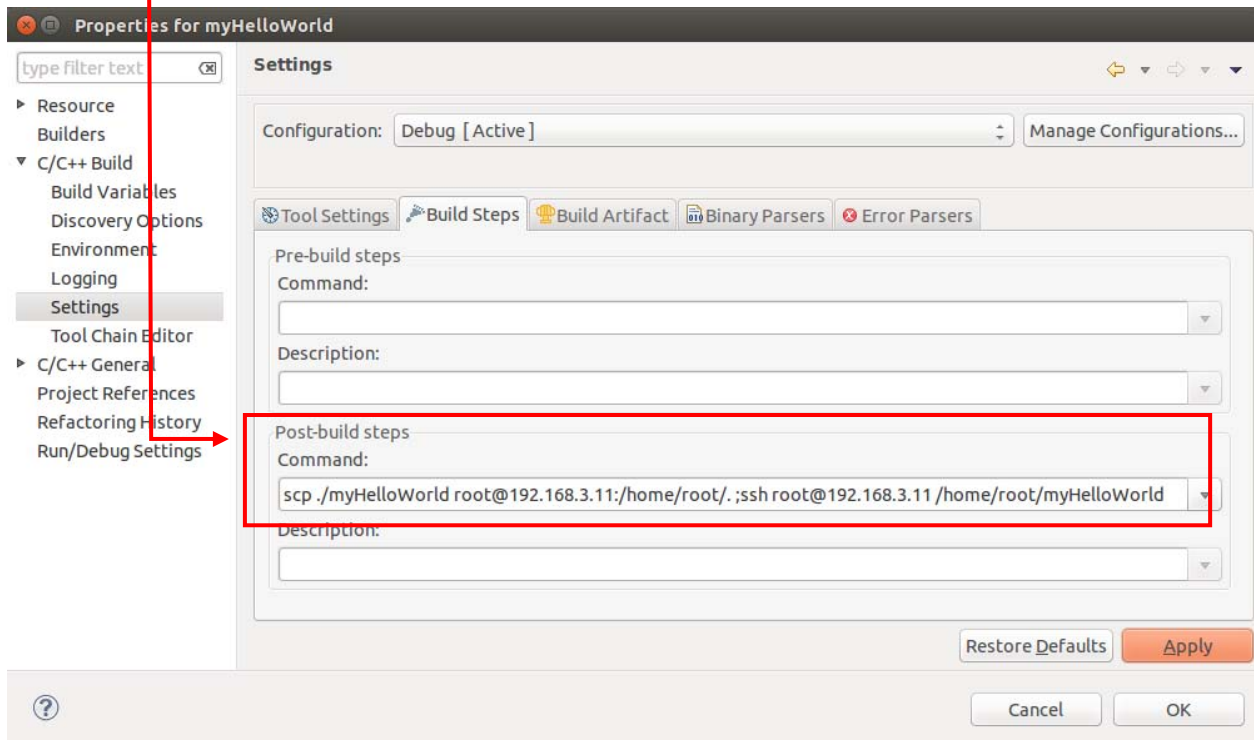 Properties for myHelloWorld
type filter text
Settings
Resource
Builders
C/C++ Build
Build Variables
Discovery Options
Environment
Logging
Settings
Tool Chain Editor
C/C++ General
Project References
Refactoring History
Run/Debug Settings
Configuration: Debug [ Active ] Manage Configurations...
Tool Settings Build Steps Build Artifact Binary Parsers Error Parsers
Pre-build steps
Command:
Description:
Post-build steps
Command:
scp ./myHelloWorld root@192.168.3.11:/home/root/. ;ssh root@192.168.3.11 /home/root/myHelloWorld
Description:
Restore Defaults Apply
? Cancel OK